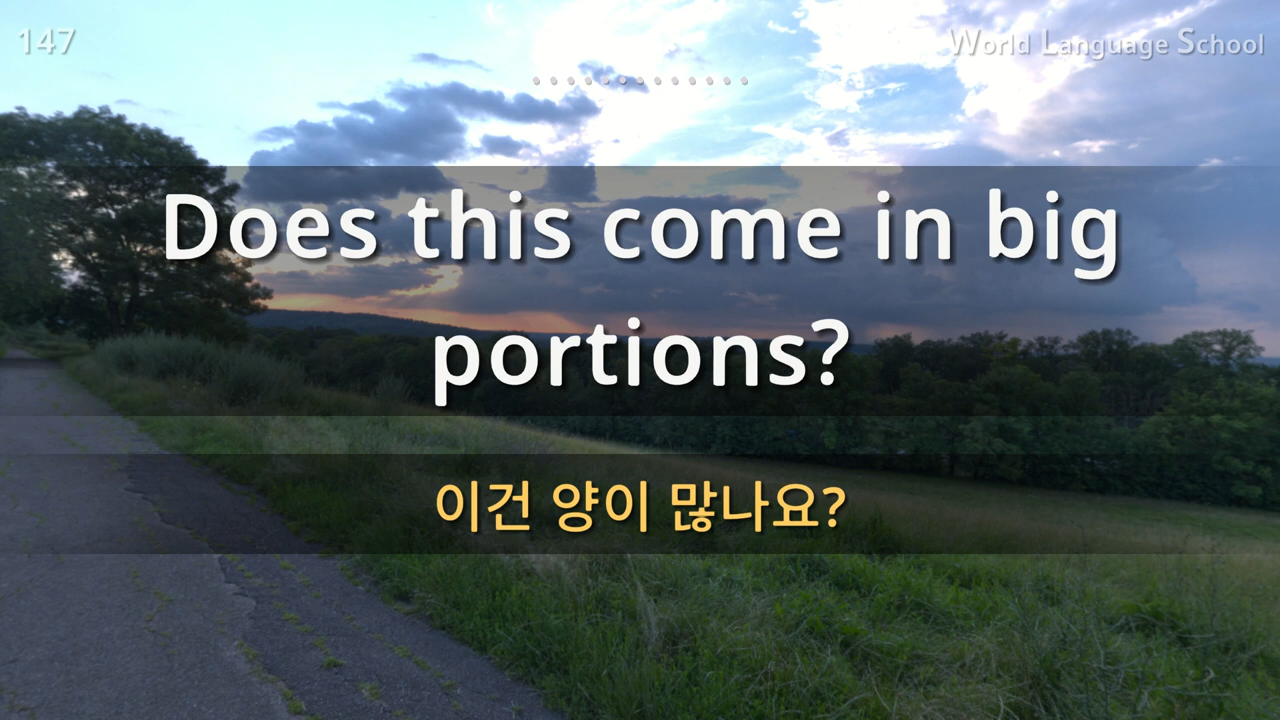 147
World Language School
Does this come in big
portions?
이건 양이 많나요?